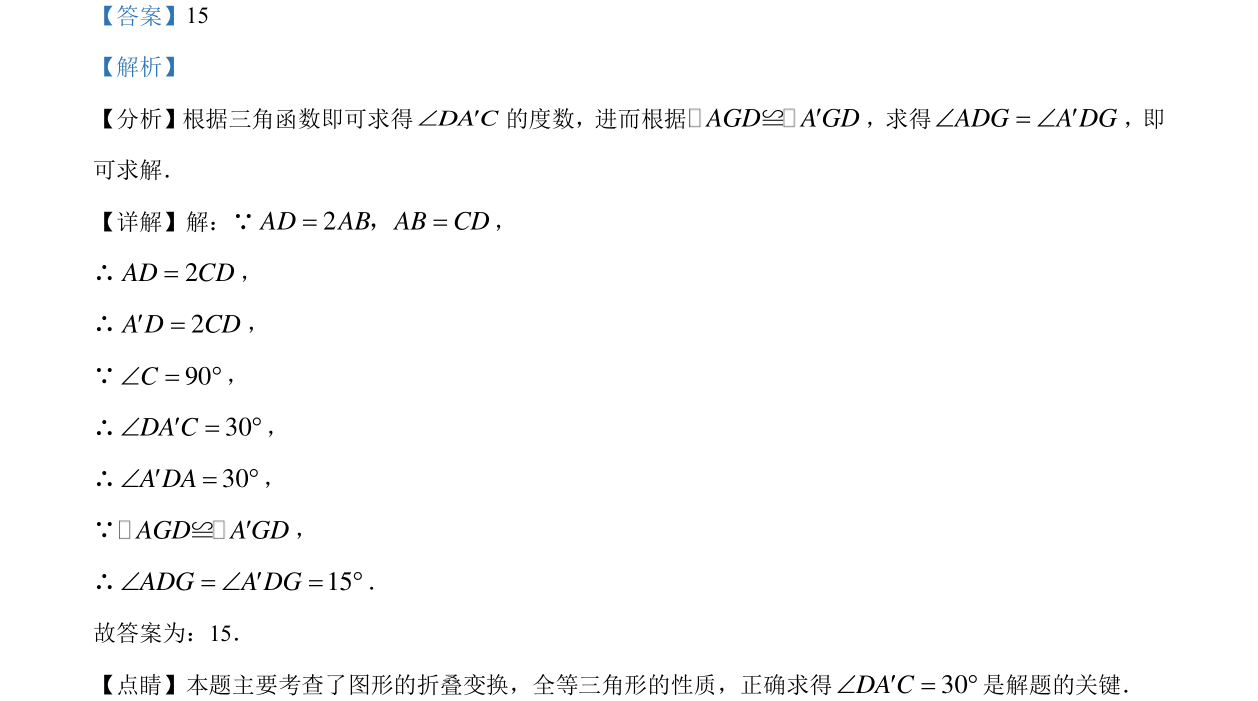 【答案】15
【解析】
【分析】根据三角函数即可求得∠DA′C 的度数，进而根据□AGD≌□A′GD，求得∠ADG = ∠A′DG，即
可求解．
【详解】解：∵ AD = 2AB，AB = CD，
∴ AD = 2CD，
∴ A′D = 2CD，
∵ ∠C = 90°，
∴ ∠DA′C = 30°，
∴ ∠A′DA = 30°，
∵□AGD≌□A′GD，
∴ ∠ADG = ∠A′DG = 15°．
故答案为：15．
【点睛】本题主要考查了图形的折叠变换，全等三角形的性质，正确求得∠DA′C = 30° 是解题的关键．